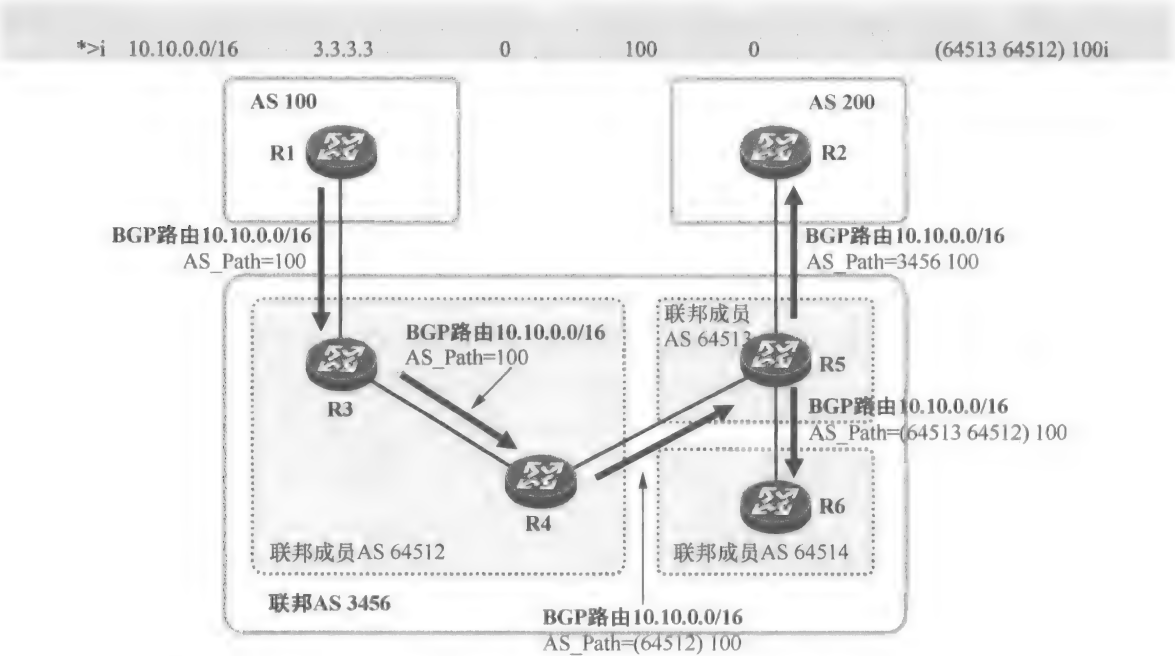 *>i 10.10.0.0/16 3.3.3.3 0 100 0 (64513 64512) 100i
AS 100
AS 200
R1
R2
BGP路由10.10.0.0/16
AS_Path=100
BGP路由10.10.0.0/16
AS_Path=3456 100
联邦成员
AS 64513
BGP路由10.10.0.0/16
AS_Path=100
R5
R3
BGP路由10.10.0.0/16
AS_Path=(64513 64512) 100
R4
R6
联邦成员AS 64512
联邦成员AS 64514
联邦AS 3456
BGP路由10.10.0.0/16
AS_Path=(64512) 100